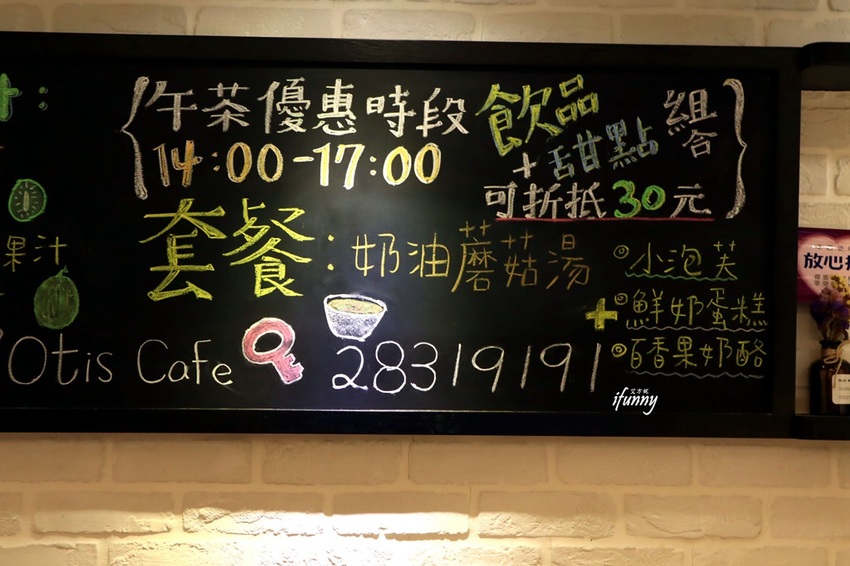 午茶優惠時段
14:00-17:00
飲品
+甜點
組合
可折抵30元
果汁
套餐:奶油蘑菇湯
+
小泡芙
鮮奶蛋糕
百香果奶酪
Otis Cafe 28319191
放心
ifunny